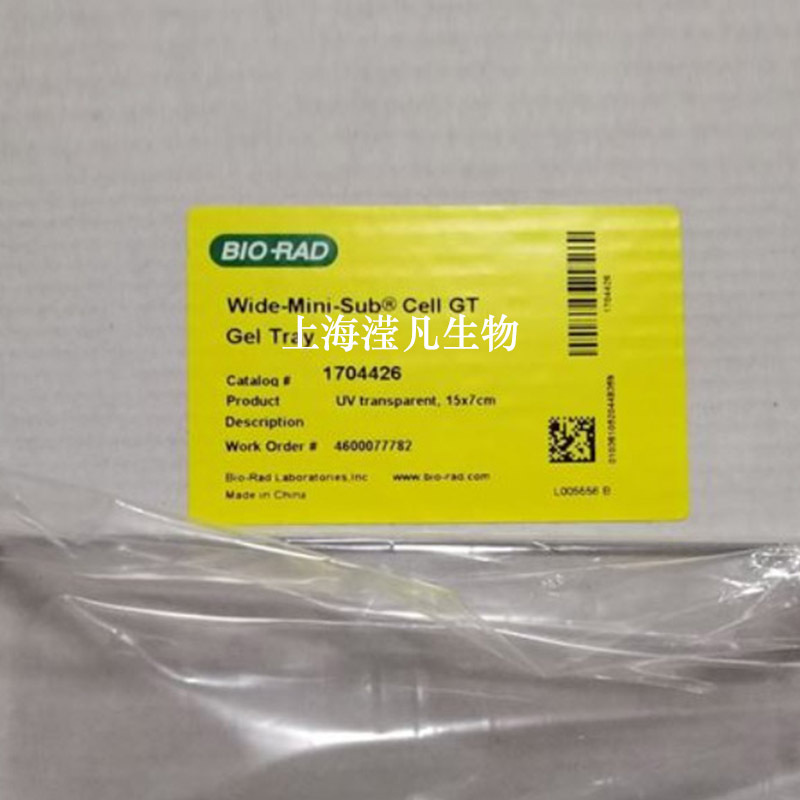 BIO-RAD
Wide-Mini-Sub® Cell GT
Gel Tray
上海滢凡生物
Catalog # 1704426
Product UV transparent, 15x7cm
Description
Work Order # 4600077782
Bio-Rad Laboratories,Inc www.bio-rad.com
Made in China
L005656 B
1704426